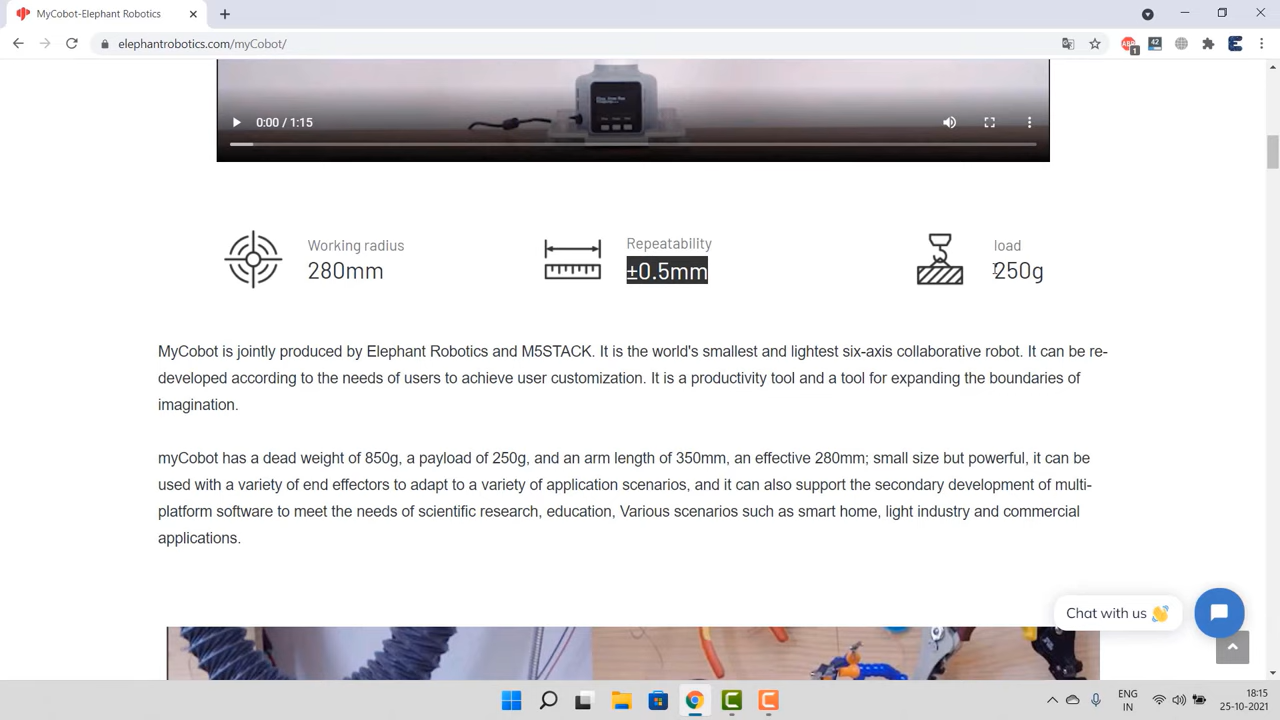 MyCobot-Elephant Robotics
elephantrobotics.com/myCobot/
1
42
0:00 / 1:15
Working radius
280mm
Repeatability
±0.5mm
load
250g
MyCobot is jointly produced by Elephant Robotics and M5STACK. It is the world's smallest and lightest six-axis collaborative robot. It can be re-
developed according to the needs of users to achieve user customization. It is a productivity tool and a tool for expanding the boundaries of
imagination.
myCobot has a dead weight of 850g, a payload of 250g, and an arm length of 350mm, an effective 280mm; small size but powerful, it can be
used with a variety of end effectors to adapt to a variety of application scenarios, and it can also support the secondary development of multi-
platform software to meet the needs of scientific research, education, Various scenarios such as smart home, light industry and commercial
applications.
Chat with us 👋
ENG
IN
18:15
25-10-2021